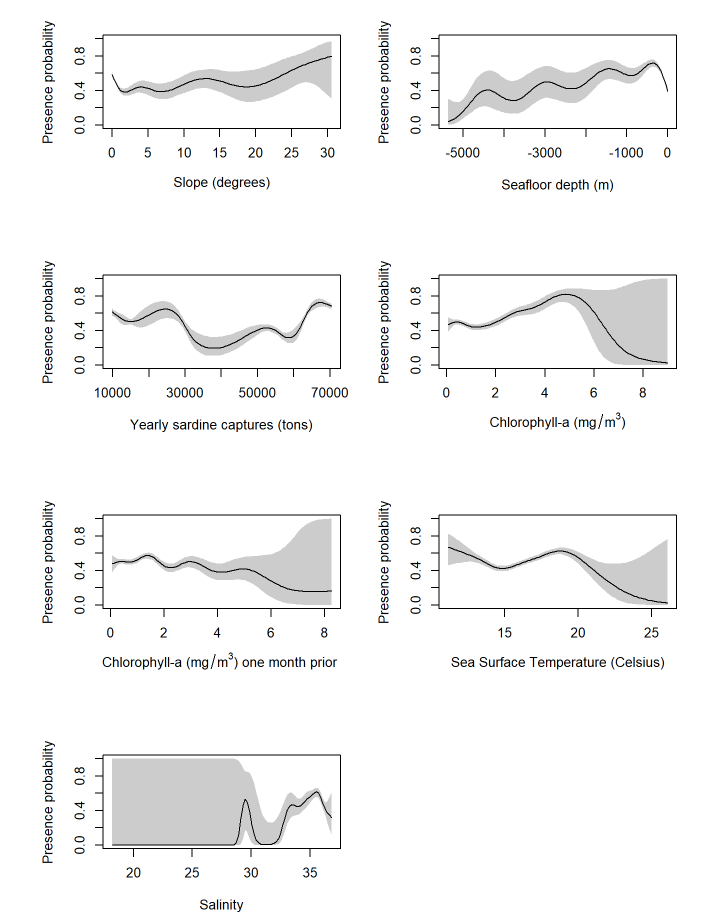 Presence probability
0.0 0.4 0.8
0 5 10 15 20 25 30
Slope (degrees)
Presence probability
0.0 0.4 0.8
-5000 -3000 -1000 0
Seafloor depth (m)
Presence probability
0.0 0.4 0.8
10000 30000 50000 70000
Yearly sardine captures (tons)
Presence probability
0.0 0.4 0.8
0 2 4 6 8
Chlorophyll-a (mg/m³)
Presence probability
0.0 0.4 0.8
0 2 4 6 8
Chlorophyll-a (mg/m³) one month prior
Presence probability
0.0 0.4 0.8
15 20 25
Sea Surface Temperature (Celsius)
Presence probability
0.0 0.4 0.8
20 25 30 35
Salinity